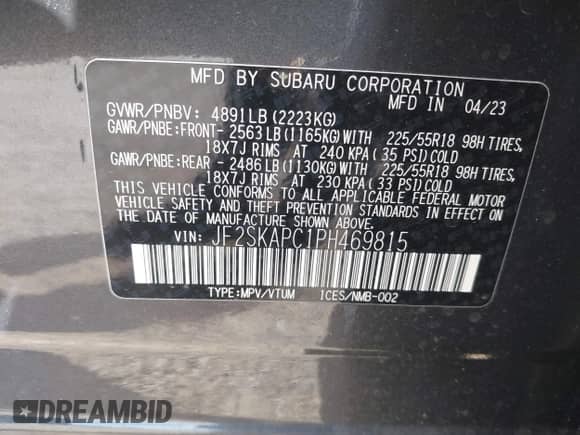 MFD BY SUBARU CORPORATION
MFD IN 04/23
GVWR/PNBV: 4891LB (2223KG)
GAWR/PNBE:FRONT- 2563LB(1165KG)WITH 225/55R18 98H TIRES,
18X7J RIMS AT 240 KPA( 35 PSI)COLD
GAWR/PNBE:REAR - 2486LB(1130KG)WITH 225/55R18 98H TIRES,
18X7J RIMS AT 230 KPA( 33 PSI)COLD
THIS VEHICLE CONFORMS TO ALL APPLICABLE FEDERAL MOTOR
VEHICLE SAFETY AND THEFT PREVENTION STANDARDS IN EFFECT
ON THE DATE OF MANUFACTURE SHOWN ABOVE.
VIN: JF2SKAPC1PH469815
TYPE:MPV/VTUM ICES/NMB-002
DREAMBID